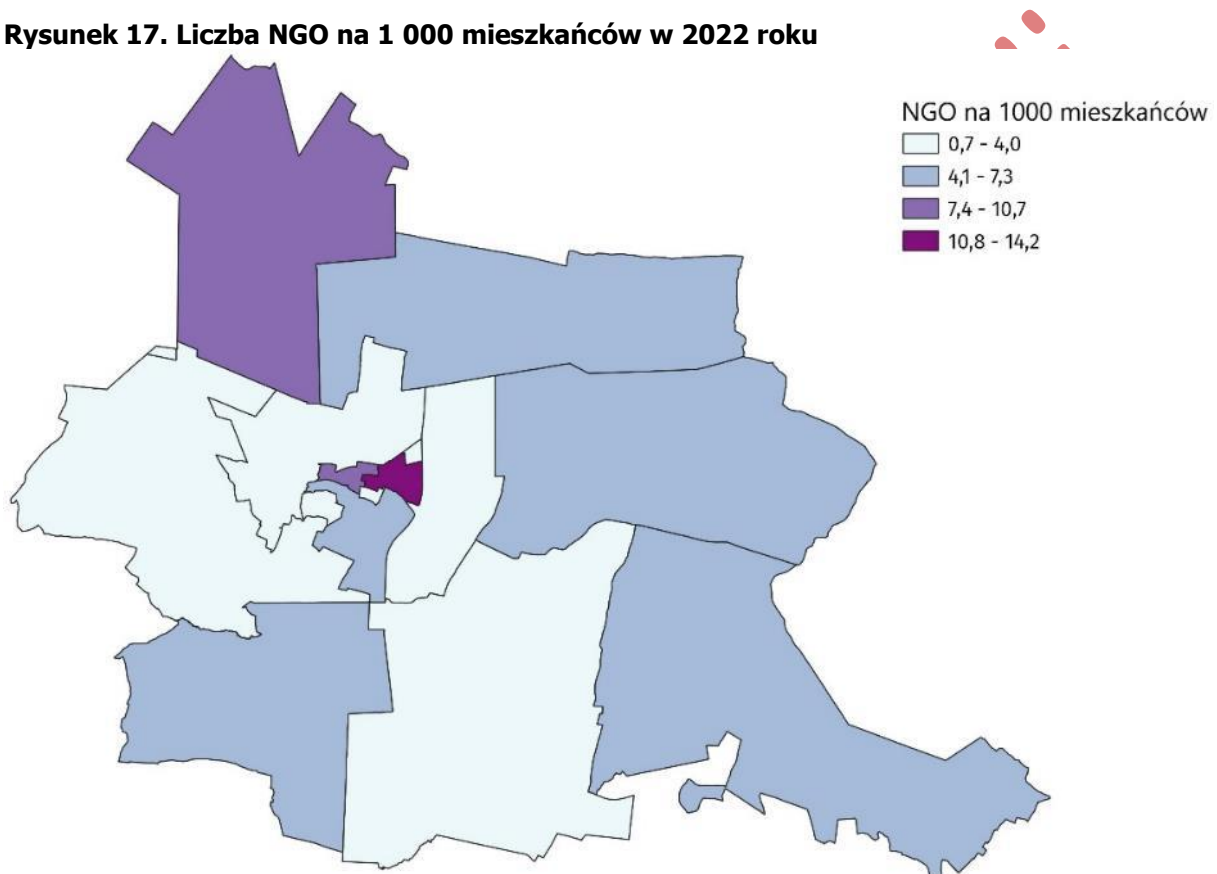 Rysunek 17. Liczba NGO na 1 000 mieszkańców w 2022 roku
NGO na 1000 mieszkańców
0,7 - 4,0
4,1 - 7,3
7,4 - 10,7
10,8 - 14,2